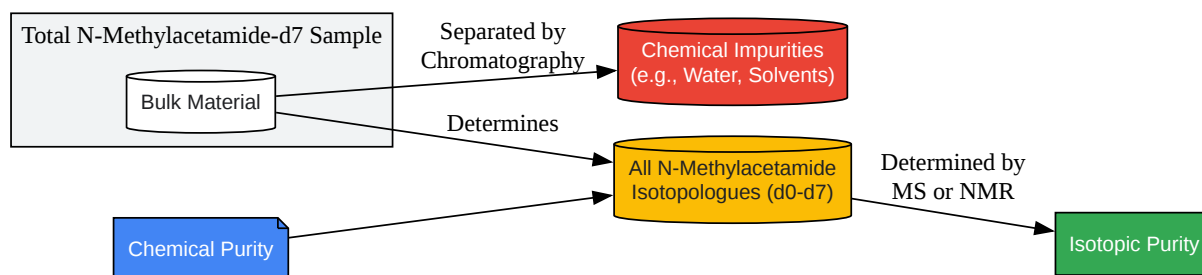 Total N-Methylacetamide-d7 Sample
Bulk Material
Separated by
Chromatography
Chemical Impurities
(e.g., Water, Solvents)
Determines
All N-Methylacetamide
Isotopologues (d0-d7)
Determined by
MS or NMR
Chemical Purity
Isotopic Purity